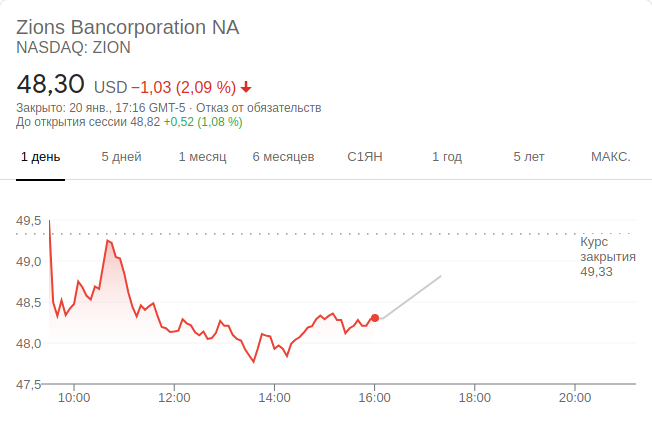 Zions Bancorporation NA
NASDAQ: ZION
48,30 USD −1,03 (2,09 %)
Закрыто: 20 янв., 17:16 GMT-5 · Отказ от обязательств
До открытия сессии 48,82 +0,52 (1,08 %)
1 день 5 дней 1 месяц 6 месяцев С1ЯН 1 год 5 лет МАКС.
49,5
Курс
закрытия
49,33
49,0
48,5
48,0
47,5
10:00 12:00 14:00 16:00 18:00 20:00